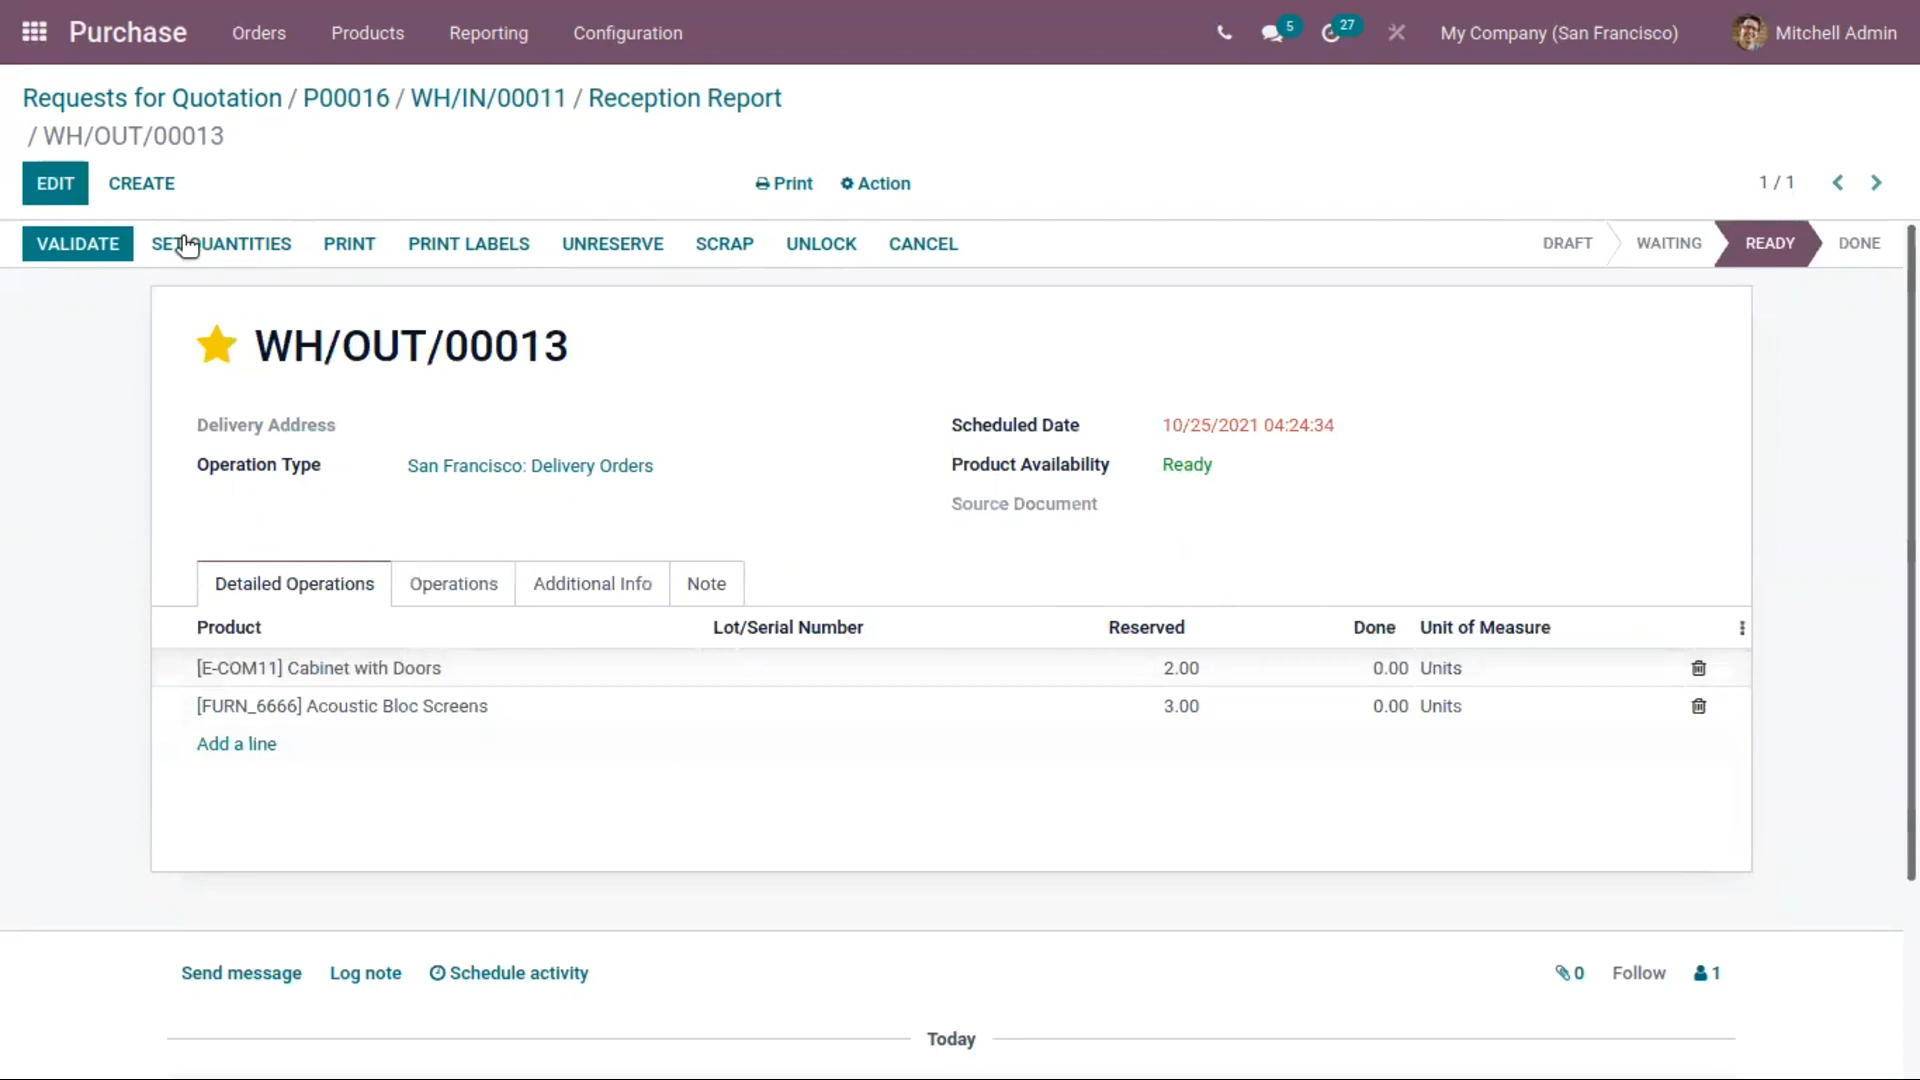 Purchase Orders Products Reporting Configuration 5 27 My Company (San Francisco) Mitchell Admin
Requests for Quotation / P00016 / WH/IN/00011 / Reception Report
/ WH/OUT/00013
EDIT CREATE Print Action 1 / 1
VALIDATE SET QUANTITIES PRINT PRINT LABELS UNRESERVE SCRAP UNLOCK CANCEL DRAFT WAITING READY DONE
WH/OUT/00013
Delivery Address Scheduled Date 10/25/2021 04:24:34
Operation Type San Francisco: Delivery Orders Product Availability Ready
Source Document
Detailed Operations Operations Additional Info Note
Product Lot/Serial Number Reserved Done Unit of Measure
[E-COM11] Cabinet with Doors 2.00 0.00 Units
[FURN_6666] Acoustic Bloc Screens 3.00 0.00 Units
Add a line
Send message Log note Schedule activity 0 Follow 1
Today